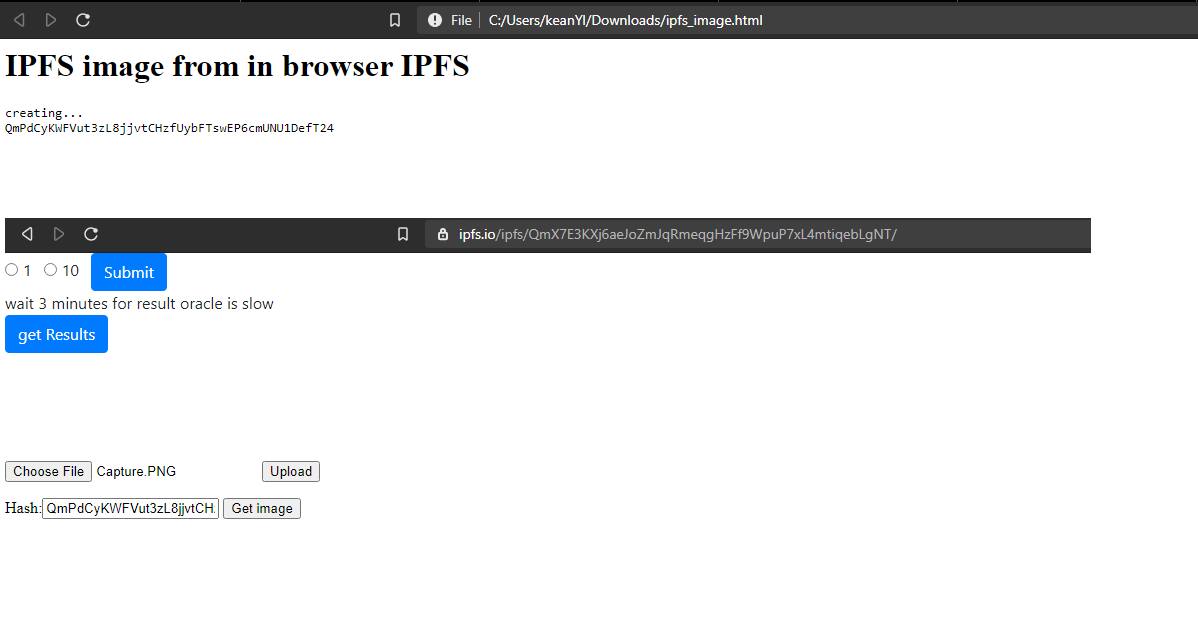 File C:/Users/keanYI/Downloads/ipfs_image.html
IPFS image from in browser IPFS
creating...
QmPdCyKWFVut3zL8jjvtCHzfUybFTswEP6cmUNU1DefT24
ipfs.io/ipfs/QmX7E3KXj6aeJoZmJqRmeqgHzFf9WpuP7xL4mtiqebLgNT/
1 10 Submit
wait 3 minutes for result oracle is slow
get Results
Choose File Capture.PNG Upload
Hash: QmPdCyKWFVut3zL8jjvtCH Get image